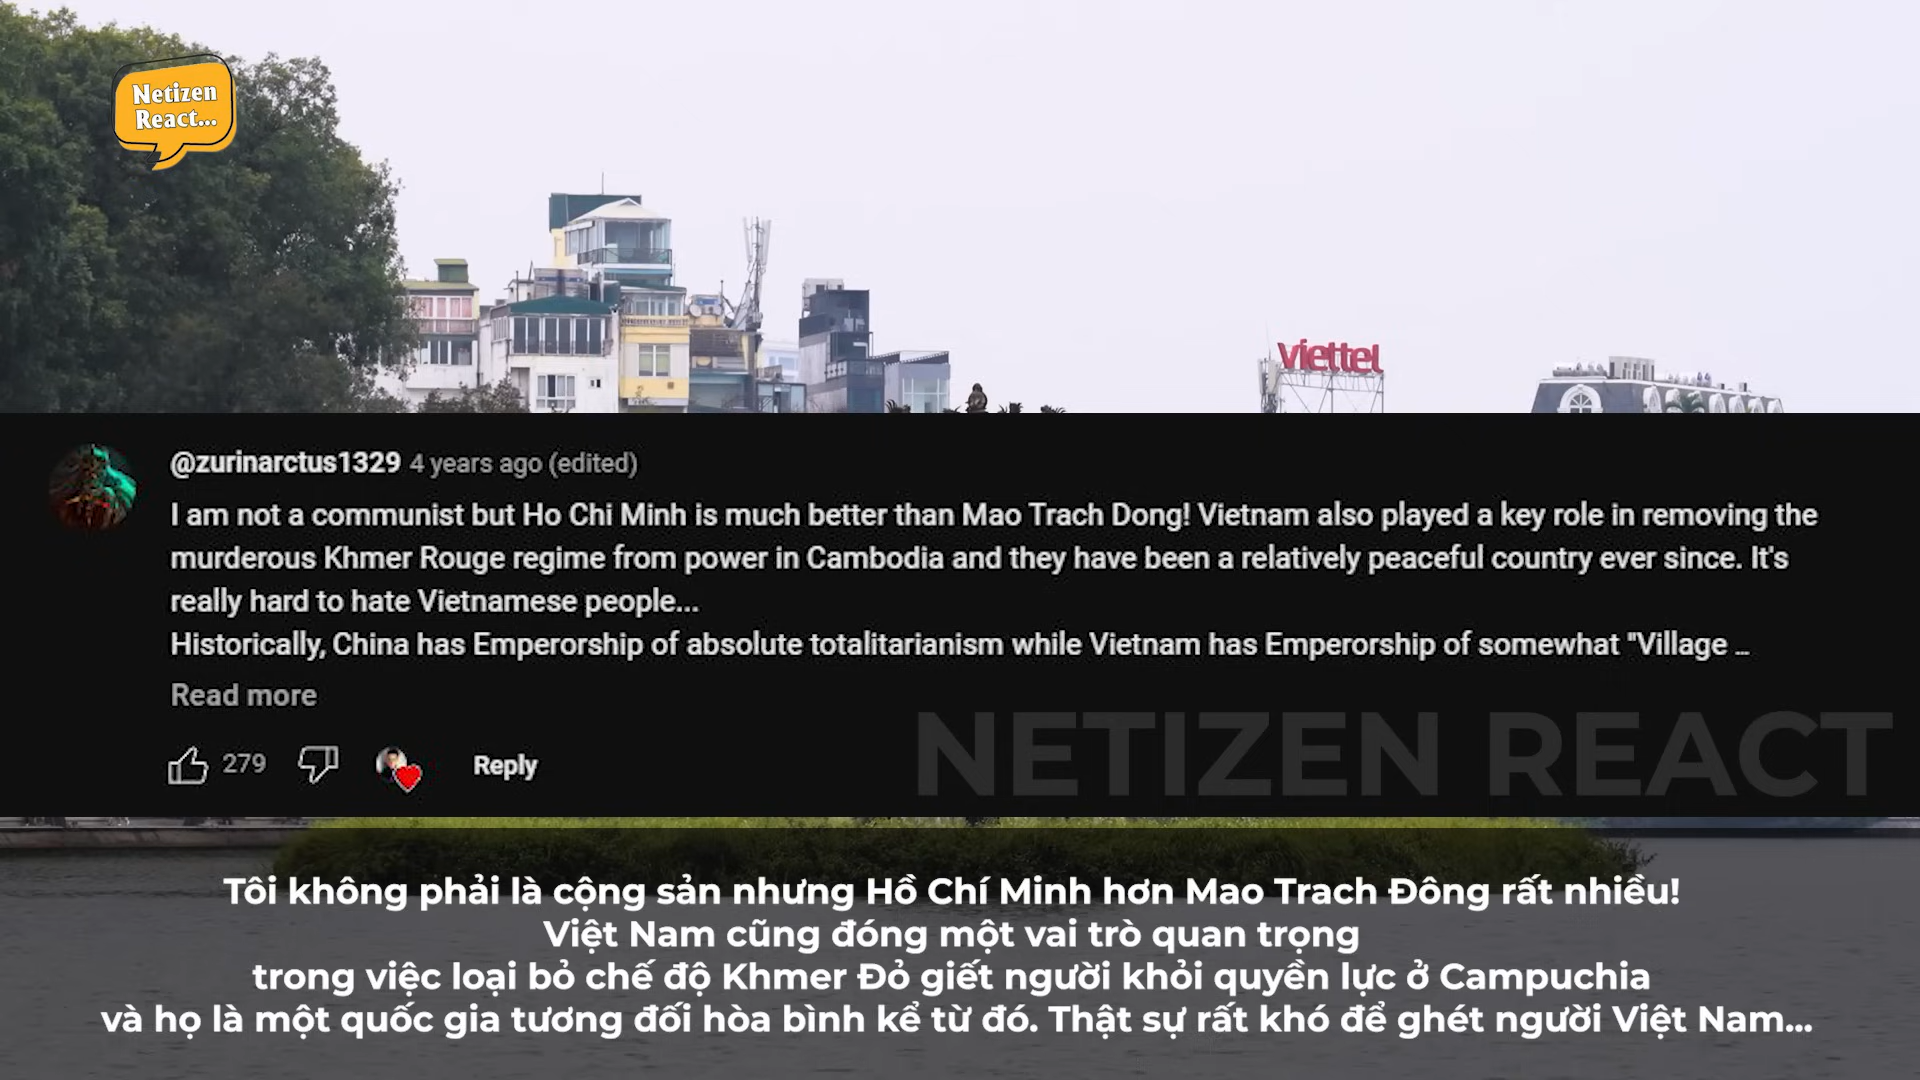 Netizen
React...
viettel
@zurinarctus1329 4 years ago (edited)
I am not a communist but Ho Chi Minh is much better than Mao Trach Dong! Vietnam also played a key role in removing the
murderous Khmer Rouge regime from power in Cambodia and they have been a relatively peaceful country ever since. It's
really hard to hate Vietnamese people...
Historically, China has Emperorship of absolute totalitarianism while Vietnam has Emperorship of somewhat "Village ...
Read more
279 Reply
NETIZEN REACT
Tôi không phải là cộng sản nhưng Hồ Chí Minh hơn Mao Trach Đông rất nhiều!
Việt Nam cũng đóng một vai trò quan trọng
trong việc loại bỏ chế độ Khmer Đỏ giết người khỏi quyền lực ở Campuchia
và họ là một quốc gia tương đối hòa bình kể từ đó. Thật sự rất khó để ghét người Việt Nam...